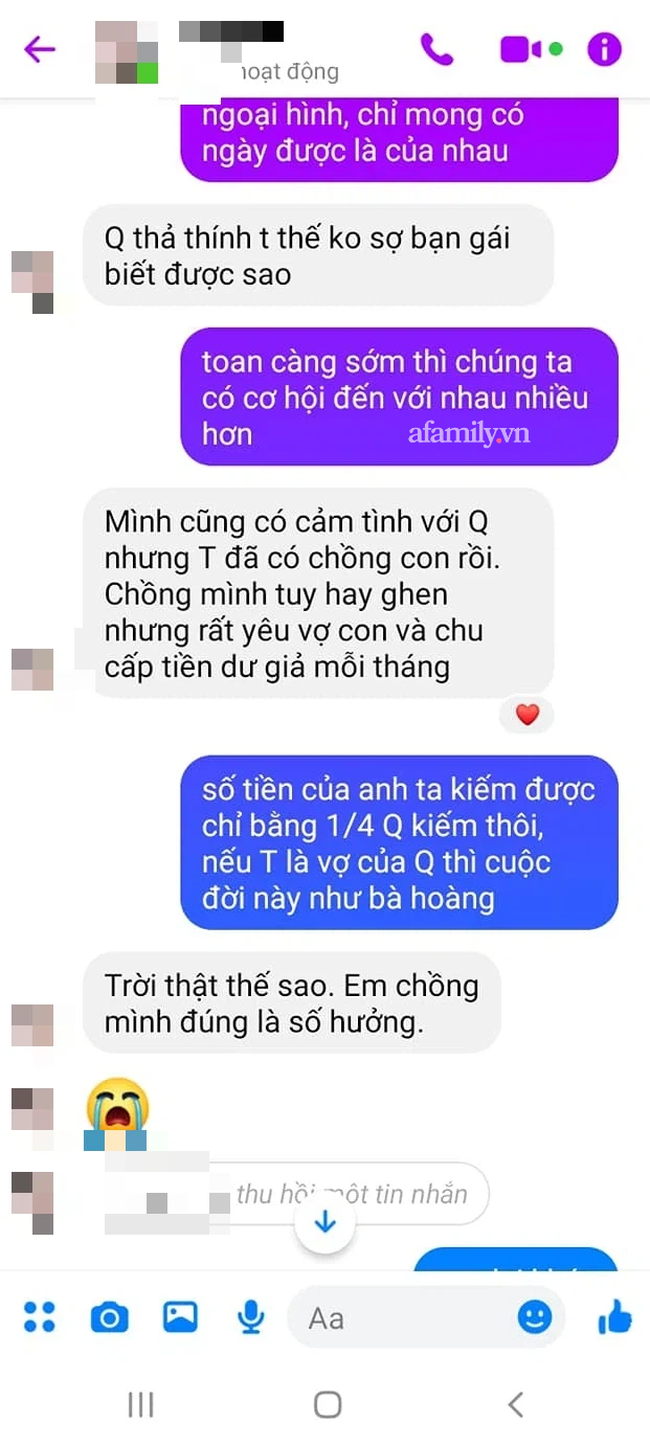 hoạt động
ngoại hình, chỉ mong có
ngày được là của nhau
Q thả thính t thế ko sợ bạn gái
biết được sao
toan càng sớm thì chúng ta
có cơ hội đến với nhau nhiều
hơn
afamily.vn
Mình cũng có cảm tình với Q
nhưng T đã có chồng con rồi.
Chồng mình tuy hay ghen
nhưng rất yêu vợ con và chu
cấp tiền dư giả mỗi tháng
số tiền của anh ta kiếm được
chỉ bằng 1/4 Q kiếm thôi,
nếu T là vợ của Q thì cuộc
đời này như bà hoàng
Trời thật thế sao. Em chồng
mình đúng là số hưởng.
thu hồi một tin nhắn
Aa